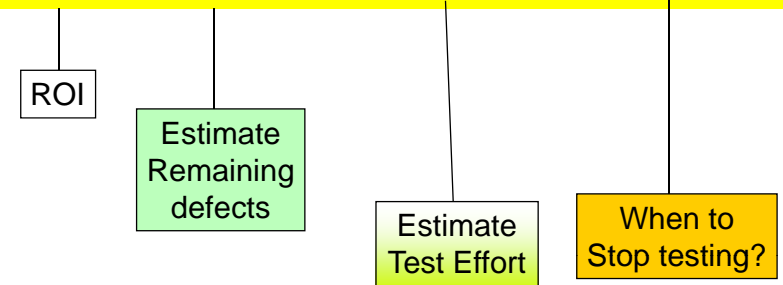 ROI
Estimate
Remaining
defects
Estimate
Test Effort
When to
Stop testing?